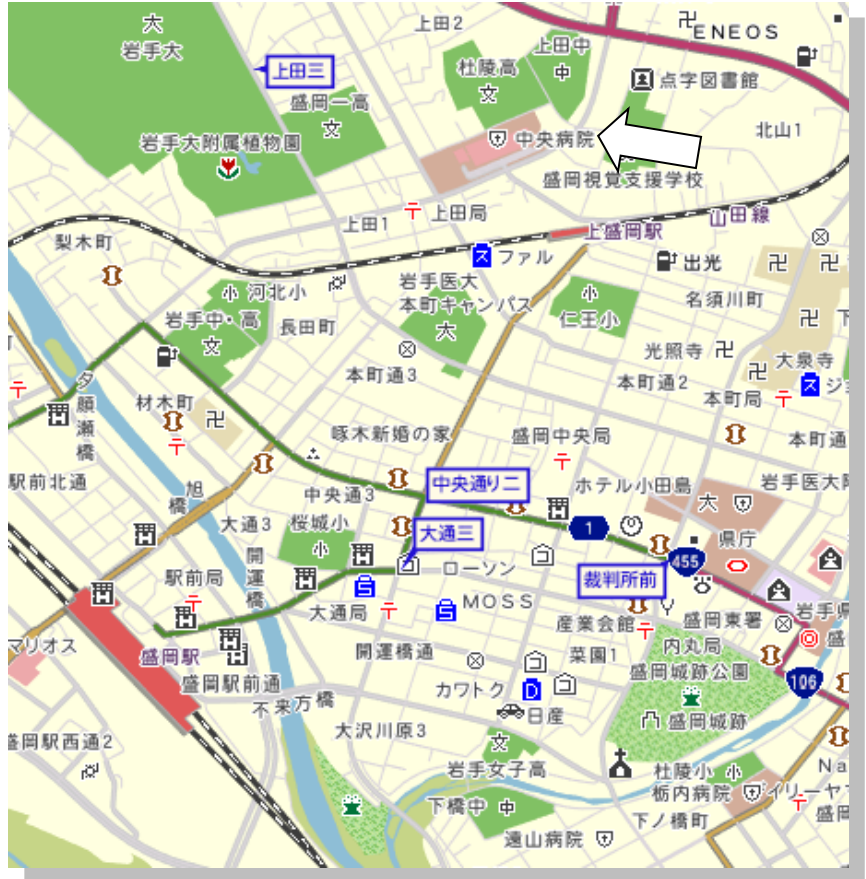 上田2
ENEOS
岩手大
上田三
杜陵高
文
上田中
中
点字図書館
盛岡一高
文
中央病院
北山1
岩手大附属植物園
盛岡視覚支援学校
上田1
〒
上田局
山田線
上盛岡駅
梨木町
ス
ファル
出光
小
河北小
岩手医大
本町キャンパス
大
小
仁王小
名須川町
岩手中・高
文
長田町
光照寺
大泉寺
本町通3
本町通2
ス
ジ
本町局
〒
夕顔瀬橋
材木町
〒
啄木新婚の家
盛岡中央局
〒
本町通
駅前北通
旭橋
中央通3
中央通り二
ホテル小田島
大
岩手医大附
大通3
桜城小
小
大通三
1
県庁
455
開運橋
駅前局
〒
S
ローソン
裁判所前
大通局
〒
S
MOSS
産業会館
〒
盛岡東署
岩手県
マリオス
盛岡駅
開運橋通
菜園1
内丸局
盛
盛岡城跡公園
106
盛岡駅前通
カワトク
D
不来方橋
日産
盛岡城跡
盛岡駅西通2
大沢川原3
文
岩手女子高
杜陵小
小
Na
栃内病院
イリーヤマ
〒
盛岡
下橋中
中
下ノ橋町
遠山病院